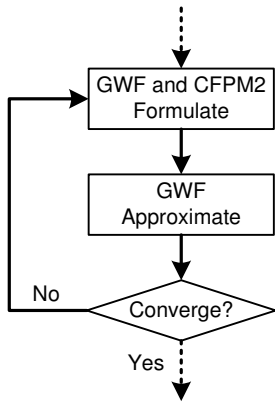 GWF and CFPM2
Formulate
GWF
Approximate
Converge?
No
Yes